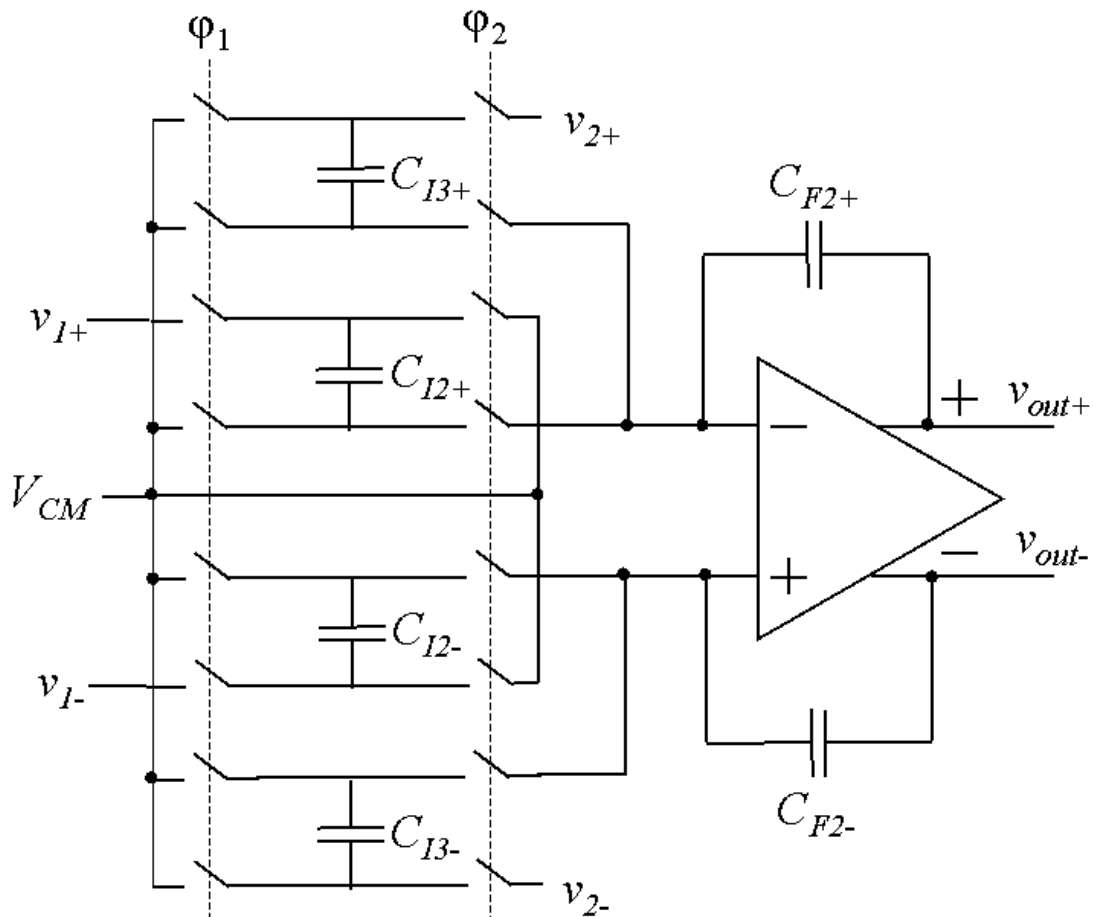 φ1 φ2
v2+
CI3+
CF2+
v1+
CI2+
− + vout+
VCM
+ − vout-
CI2-
v1-
CF2-
CI3-
v2-